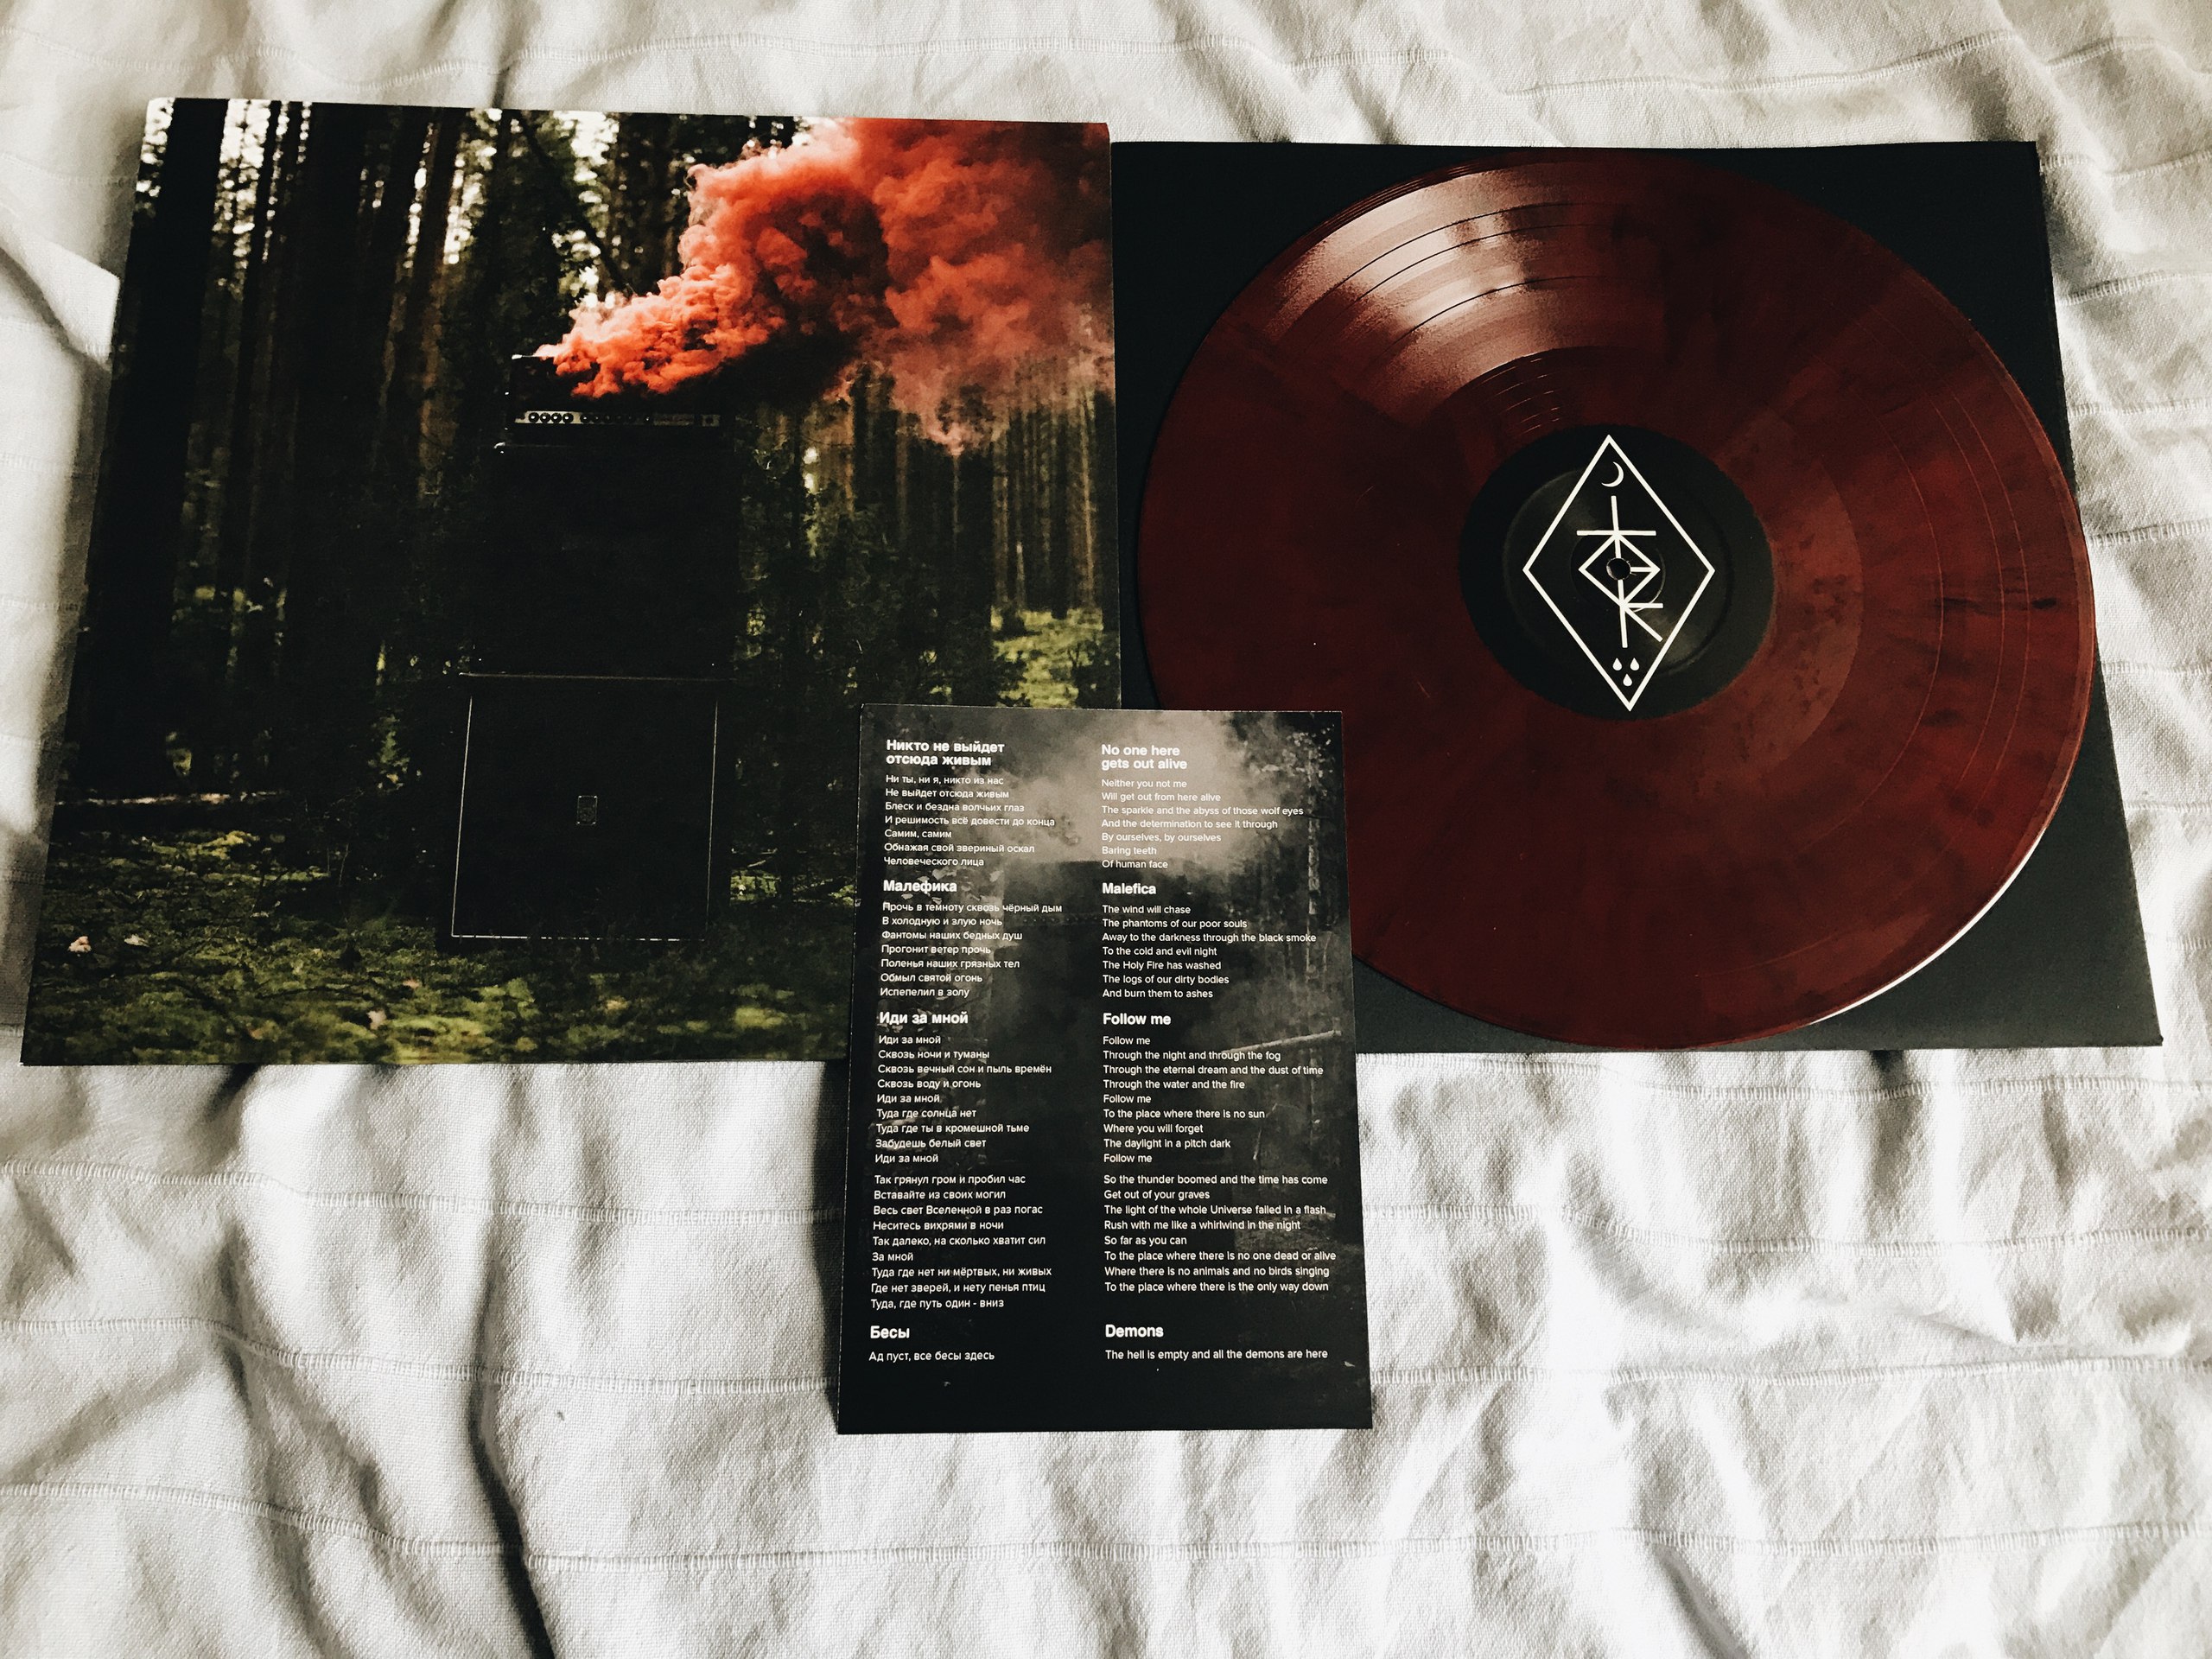 Никто не выйдет
отсюда живым
Ни ты, ни я, никто из нас
Не выйдет отсюда живым
Блеск и бездна волчьих глаз
И решимость всё довести до конца
Самим, самим
Обнажая свой звериный оскал
Человеческого лица
Малефика
Прочь в темноту сквозь чёрный дым
В холодную и злую ночь
Фантомы наших бедных душ
Прогонит ветер прочь
Поленья наших грязных тел
Обмыл святой огонь
Испепелил в золу
Иди за мной
Иди за мной
Сквозь ночи и туманы
Сквозь вечный сон и пыль времён
Сквозь воду и огонь
Иди за мной
Туда где солнца нет
Туда где ты в кромешной тьме
Забудешь белый свет
Иди за мной
Так грянул гром и пробил час
Вставайте из своих могил
Весь свет Вселенной в раз погас
Неситесь вихрями в ночи
Так далеко, на сколько хватит сил
За мной
Туда где нет ни мёртвых, ни живых
Где нет зверей, и нету пенья птиц
Туда, где путь один - вниз
Бесы
Ад пуст, все бесы здесь
No one here
gets out alive
Neither you not me
Will get out from here alive
The sparkle and the abyss of those wolf eyes
And the determination to see it through
By ourselves, by ourselves
Baring teeth
Of human face
Malefica
The wind will chase
The phantoms of our poor souls
Away to the darkness through the black smoke
To the cold and evil night
The Holy Fire has washed
The logs of our dirty bodies
And burn them to ashes
Follow me
Follow me
Through the night and through the fog
Through the eternal dream and the dust of time
Through the water and the fire
Follow me
To the place where there is no sun
Where you will forget
The daylight in a pitch dark
Follow me
So the thunder boomed and the time has come
Get out of your graves
The light of the whole Universe failed in a flash
Rush with me like a whirlwind in the night
So far as you can
To the place where there is no one dead or alive
Where there is no animals and no birds singing
To the place where there is the only way down
Demons
The hell is empty and all the demons are here